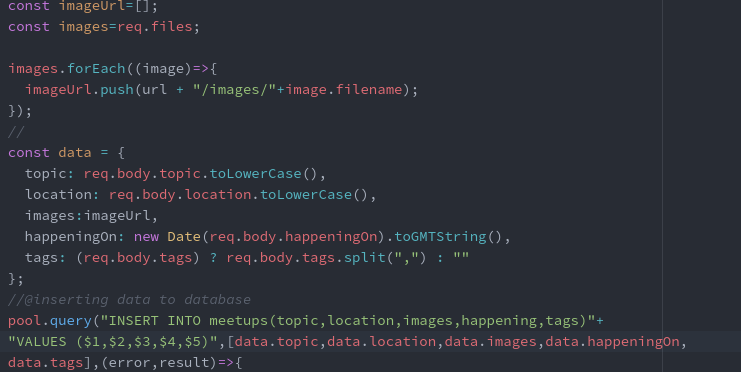 const imageUrl=[];
const images=req.files;
images.forEach((image)=>{
imageUrl.push(url + "/images/"+image.filename);
});
//
const data = {
topic: req.body.topic.toLowerCase(),
location: req.body.location.toLowerCase(),
images:imageUrl,
happeningOn: new Date(req.body.happeningOn).toGMTString(),
tags: (req.body.tags) ? req.body.tags.split(",") : ""
};
//@inserting data to database
pool.query("INSERT INTO meetups(topic,location,images,happening,tags)"+
"VALUES ($1,$2,$3,$4,$5)",[data.topic,data.location,data.images,data.happeningOn,
data.tags],(error,result)=>{